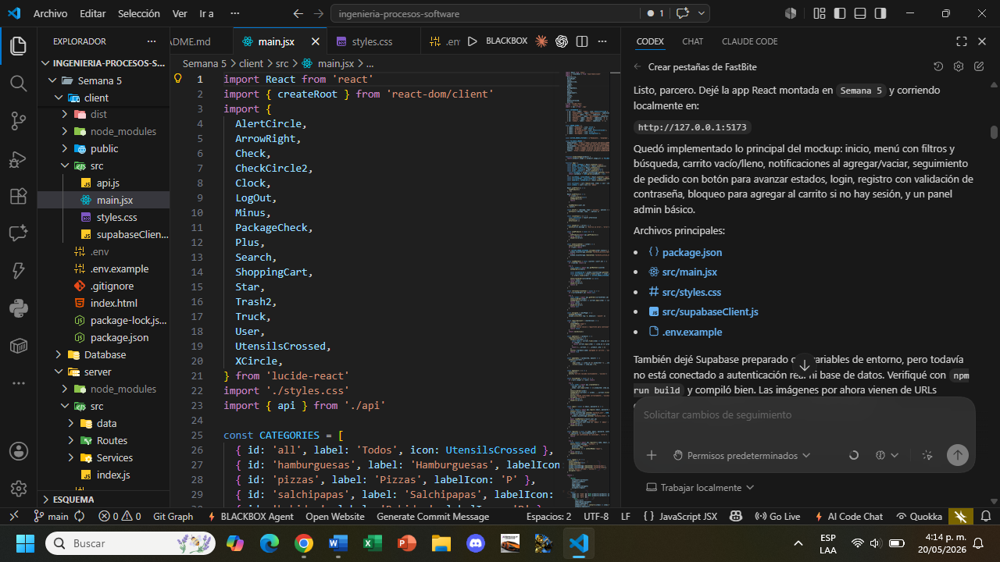 Archivo Editar Selección Ver Ir a ··· ingenieria-procesos-software 1
EXPLORADOR ···
INGENIERIA-PROCESOS-S...
Semana 5
client
dist
node_modules
public
src
api.js
main.jsx
styles.css
supabaseClien...
.env
.env.example
.gitignore
index.html
package-lock.js...
package.json
Database
server
node_modules
src
data
Routes
Services
index.js
ESQUEMA
DME.md main.jsx styles.css .en BLACKBOX ···
Semana 5 > client > src > main.jsx > ...
1 import React from 'react'
2 import { createRoot } from 'react-dom/client'
3 import {
4 AlertCircle,
5 ArrowRight,
6 Check,
7 CheckCircle2,
8 Clock,
9 LogOut,
10 Minus,
11 PackageCheck,
12 Plus,
13 Search,
14 ShoppingCart,
15 Star,
16 Trash2,
17 Truck,
18 User,
19 UtensilsCrossed,
20 XCircle,
21 } from 'lucide-react'
22 import './styles.css'
23 import { api } from './api'
24
25 const CATEGORIES = [
26 { id: 'all', label: 'Todos', icon: UtensilsCrossed },
27 { id: 'hamburguesas', label: 'Hamburguesas', labelIcon
28 { id: 'pizzas', label: 'Pizzas', labelIcon: 'P' },
29 { id: 'salchipapas', label: 'Salchipapas', labelIcon:
CODEX CHAT CLAUDE CODE
Crear pestañas de FastBite
Listo, parcero. Dejé la app React montada en Semana 5 y corriendo
localmente en:
http://127.0.0.1:5173
Quedó implementado lo principal del mockup: inicio, menú con filtros y
búsqueda, carrito vacío/lleno, notificaciones al agregar/vaciar, seguimiento
de pedido con botón para avanzar estados, login, registro con validación de
contraseña, bloqueo para agregar al carrito si no hay sesión, y un panel
admin básico.
Archivos principales:
• package.json
• src/main.jsx
• src/styles.css
• src/supabaseClient.js
• .env.example
También dejé Supabase preparado variables de entorno, pero todavía
no está conectado a autenticación real ni base de datos. Verifiqué con npm
run build y compiló bien. Las imágenes por ahora vienen de URLs
Solicitar cambios de seguimiento
Permisos predeterminados
Trabajar localmente
main 0 0 Git Graph BLACKBOX Agent Open Website Generate Commit Message Espacios: 2 UTF-8 LF JavaScript JSX Go Live AI Code Chat Quokka
Buscar
ESP
LAA
4:14 p. m.
20/05/2026